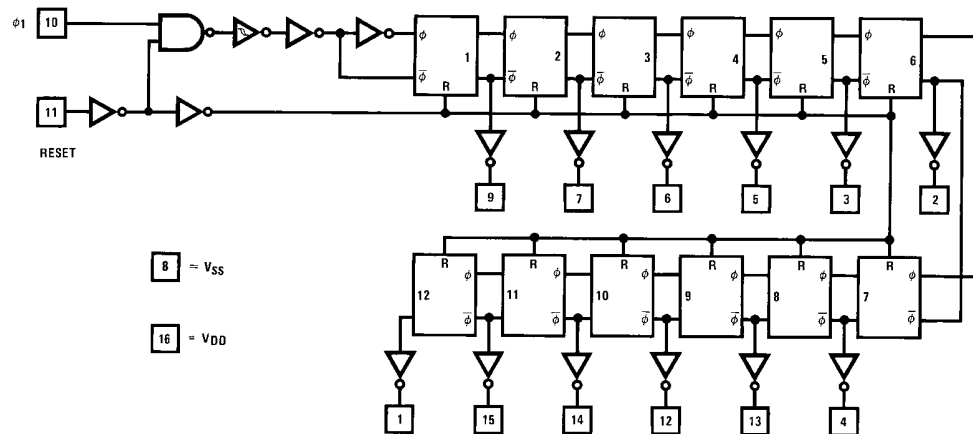 ϕ1 10
ϕ ϕ ϕ ϕ ϕ ϕ
1 2 3 4 5 6
ϕ̅ ϕ̅ ϕ̅ ϕ̅ ϕ̅ ϕ̅
R R R R R R
11
RESET
9 7 6 5 3 2
R R R R R R
ϕ ϕ ϕ ϕ ϕ ϕ
12 11 10 9 8 7
ϕ̅ ϕ̅ ϕ̅ ϕ̅ ϕ̅ ϕ̅
8 = VSS
16 = VDD
1 15 14 12 13 4